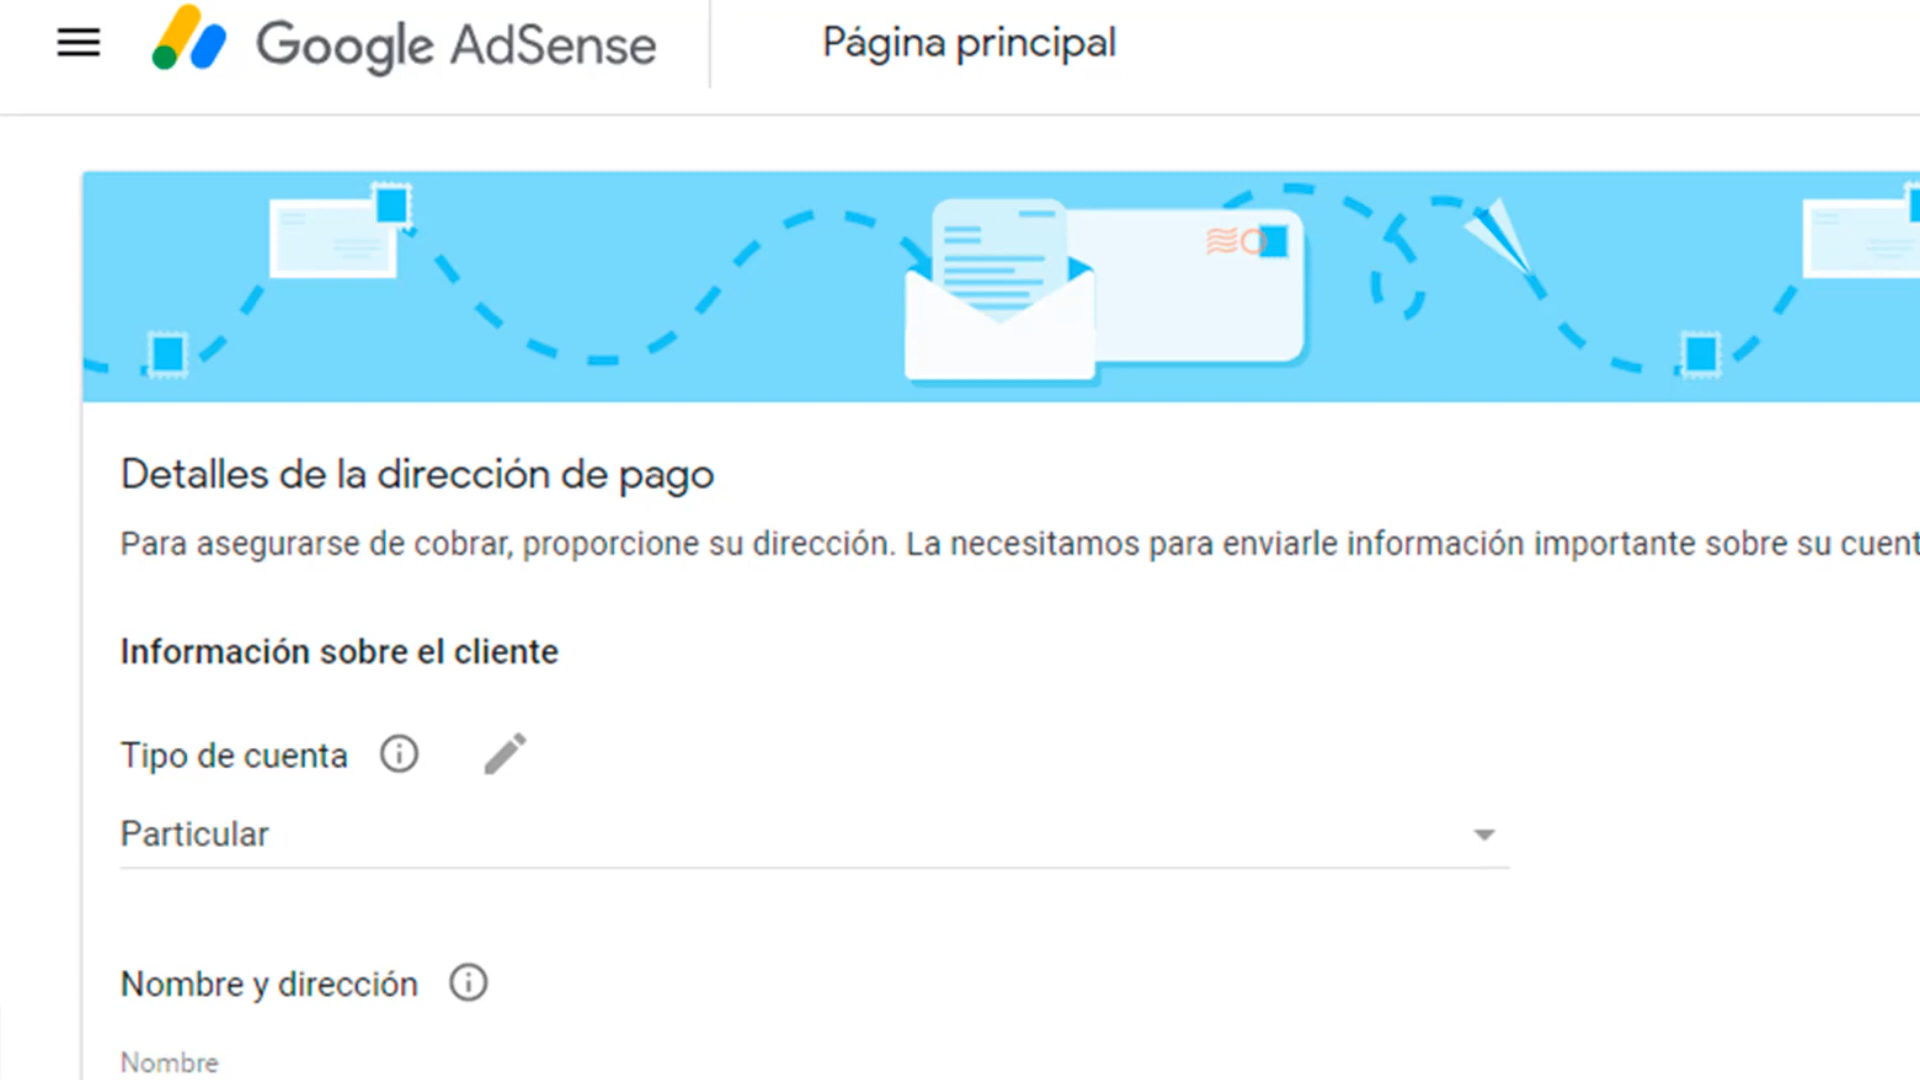 Google AdSense
Página principal
Detalles de la dirección de pago
Para asegurarse de cobrar, proporcione su dirección. La necesitamos para enviarle información importante sobre su cuent
Información sobre el cliente
Tipo de cuenta
Particular
Nombre y dirección
Nombre